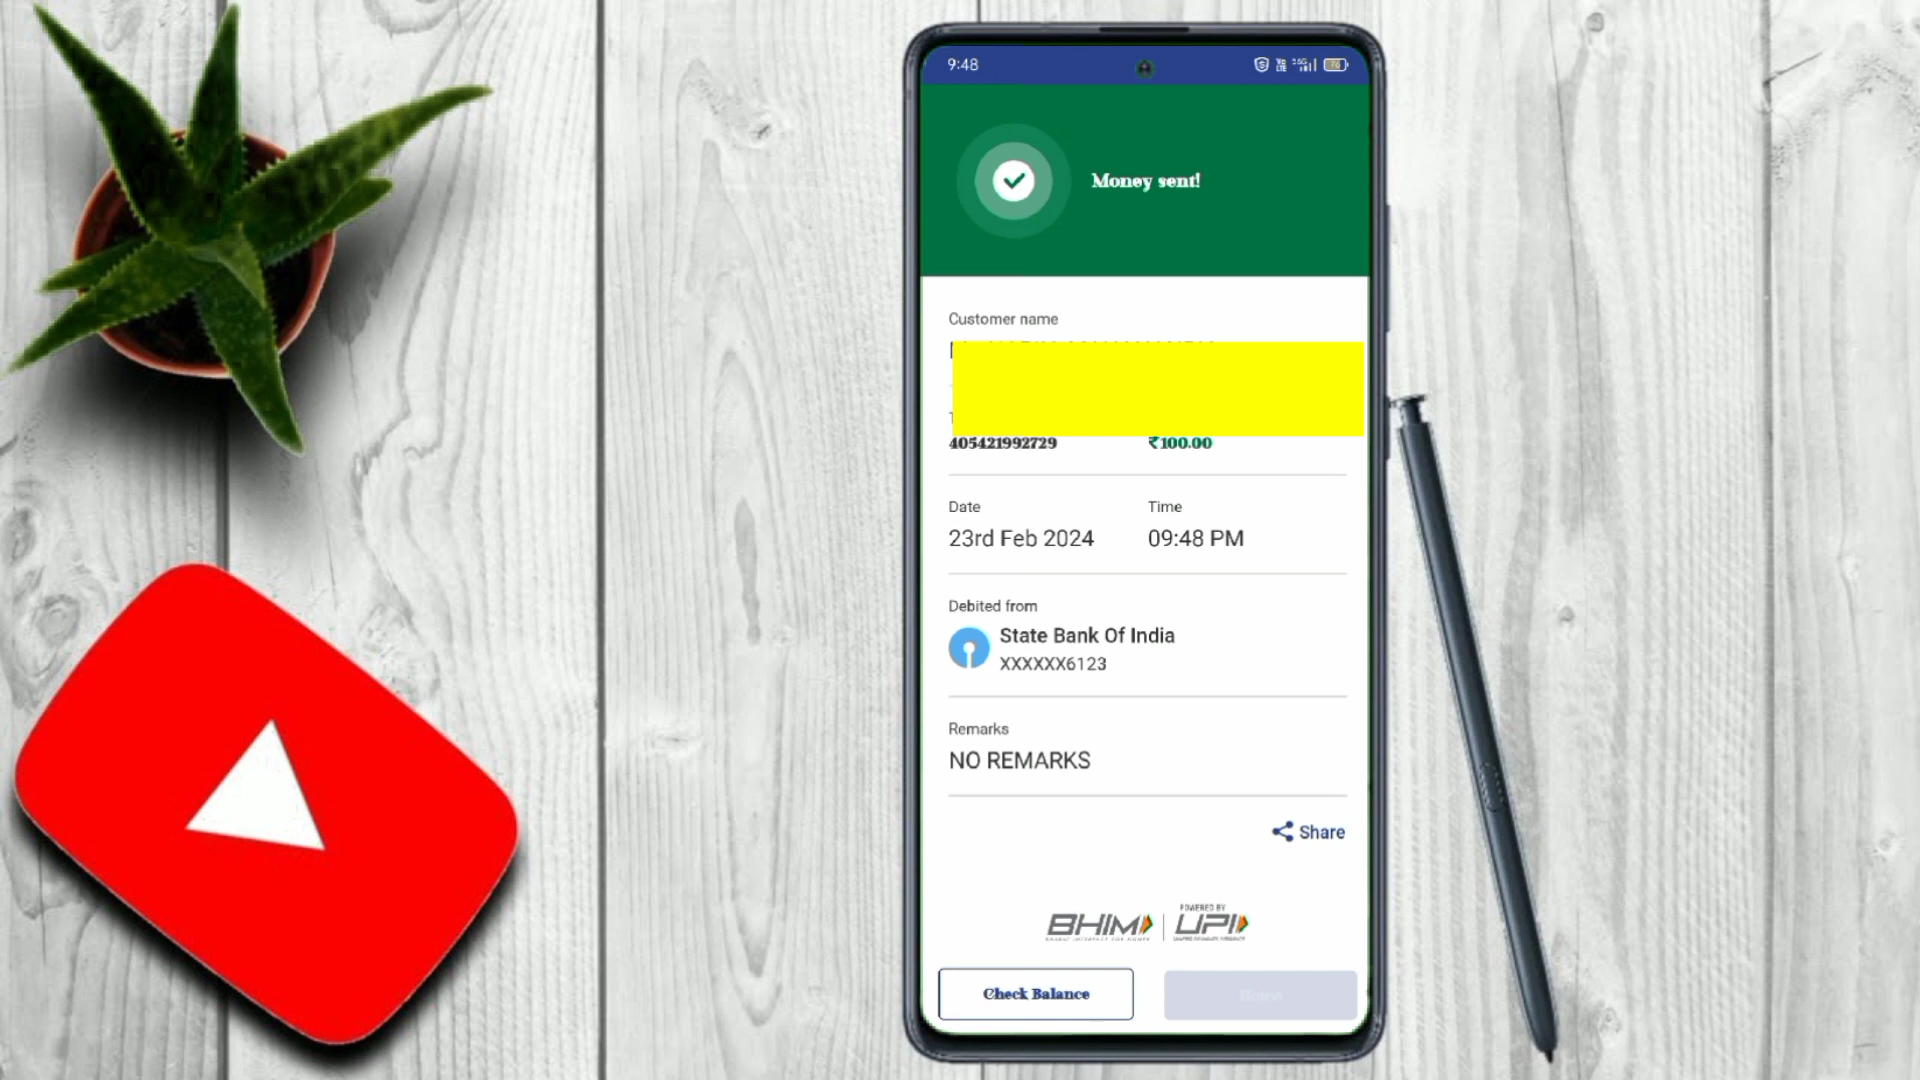 9:48
Money sent!
Customer name
405421992729 ₹100.00
Date Time
23rd Feb 2024 09:48 PM
Debited from
State Bank Of India
XXXXXX6123
Remarks
NO REMARKS
Share
POWERED BY
BHIM UPI
Check Balance